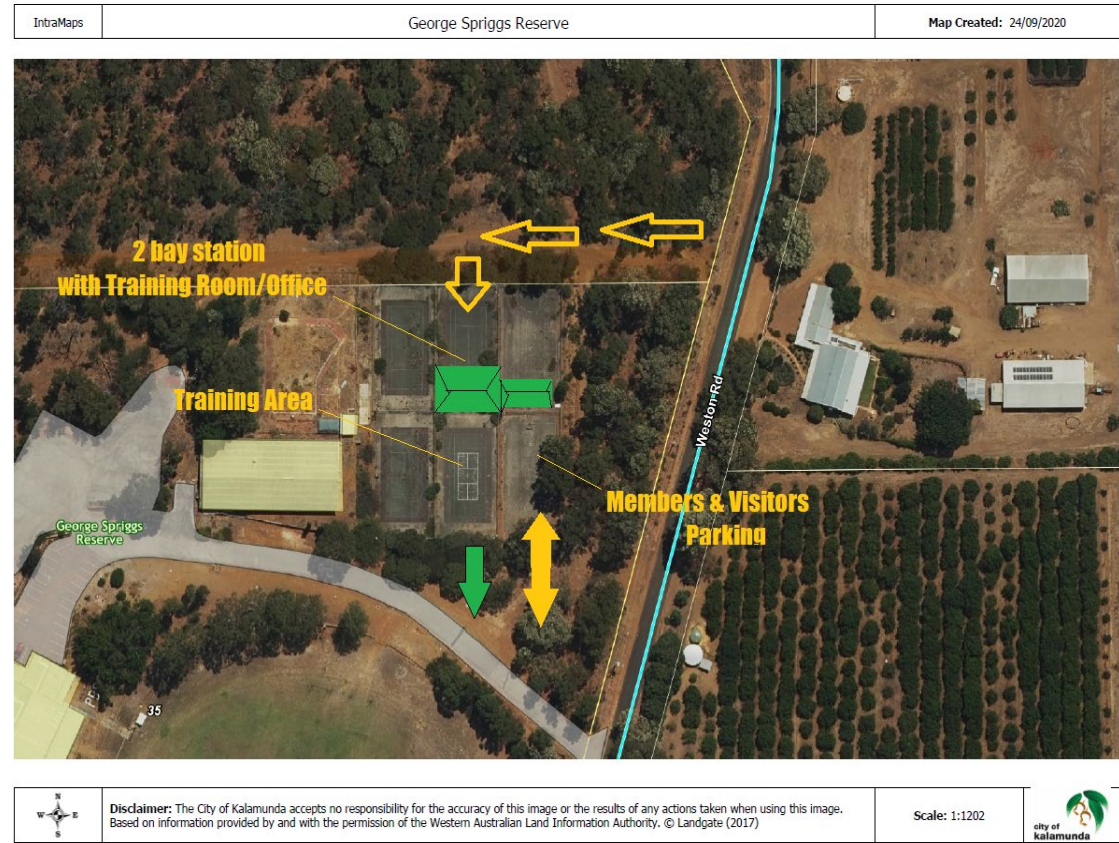 IntraMaps
George Spriggs Reserve
Map Created: 24/09/2020
2 bay station
with Training Room/Office
Training Area
Weston Rd
Members & Visitors
Parking
George Spriggs
Reserve
35
N
W E
S
Disclaimer: The City of Kalamunda accepts no responsibility for the accuracy of this image or the results of any actions taken when using this image.
Based on information provided by and with the permission of the Western Australian Land Information Authority. © Landgate (2017)
Scale: 1:1202
city of
kalamunda